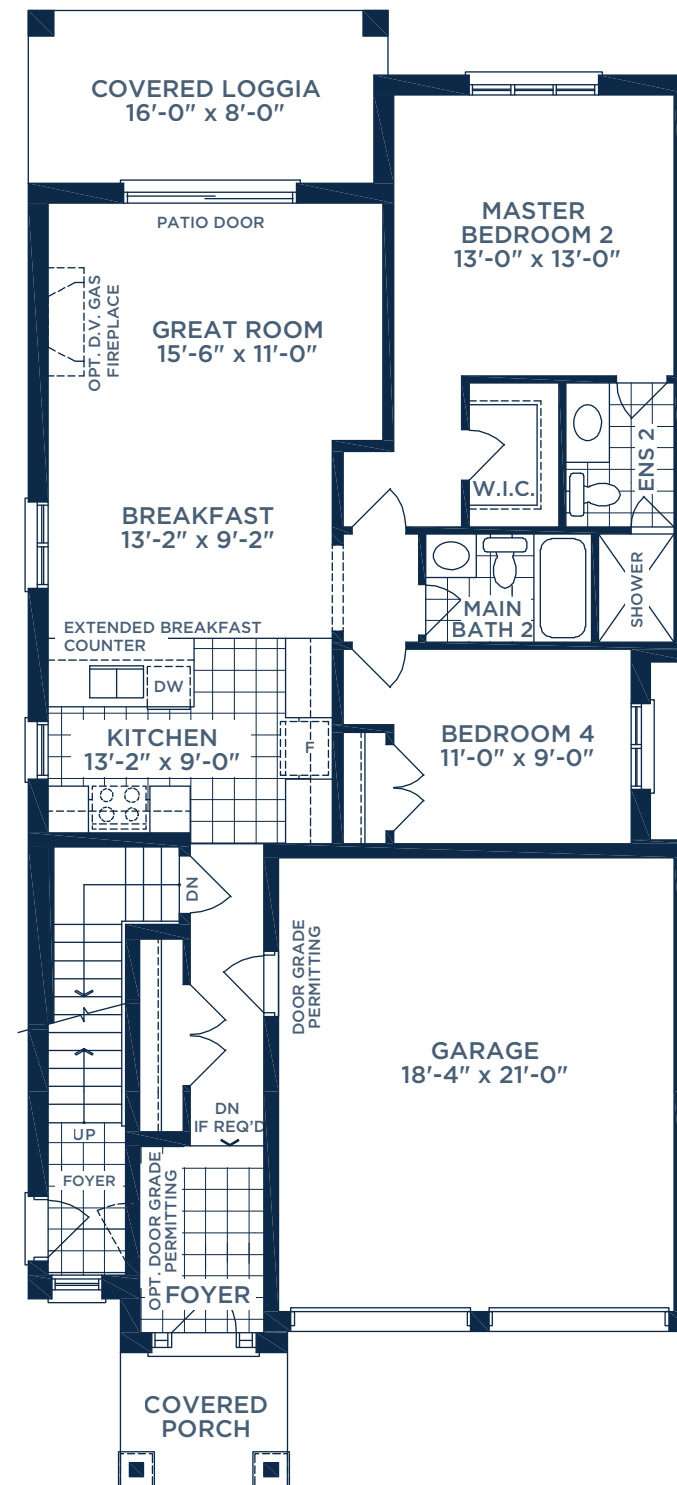 COVERED LOGGIA
16'-0" x 8'-0"
PATIO DOOR
MASTER
BEDROOM 2
13'-0" x 13'-0"
OPT. D.V. GAS
FIREPLACE
GREAT ROOM
15'-6" x 11'-0"
W.I.C.
ENS 2
BREAKFAST
13'-2" x 9'-2"
SHOWER
MAIN
BATH 2
EXTENDED BREAKFAST
COUNTER
DW
KITCHEN
13'-2" x 9'-0"
F
BEDROOM 4
11'-0" x 9'-0"
DN
DOOR GRADE
PERMITTING
GARAGE
18'-4" x 21'-0"
DN
IF REQ'D
UP
FOYER
OPT. DOOR GRADE
PERMITTING
FOYER
COVERED
PORCH